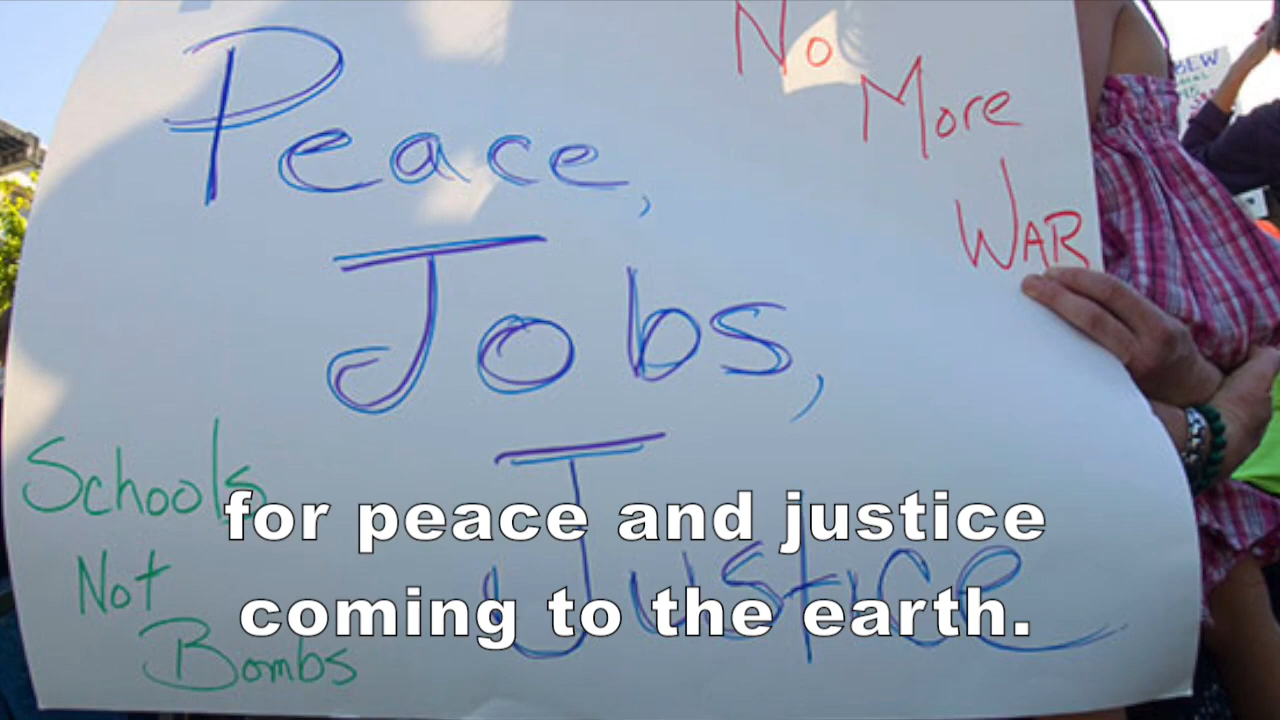 No
More
WAR
Peace,
Jobs,
Justice
Schools
Not
Bombs
for peace and justice
coming to the earth.